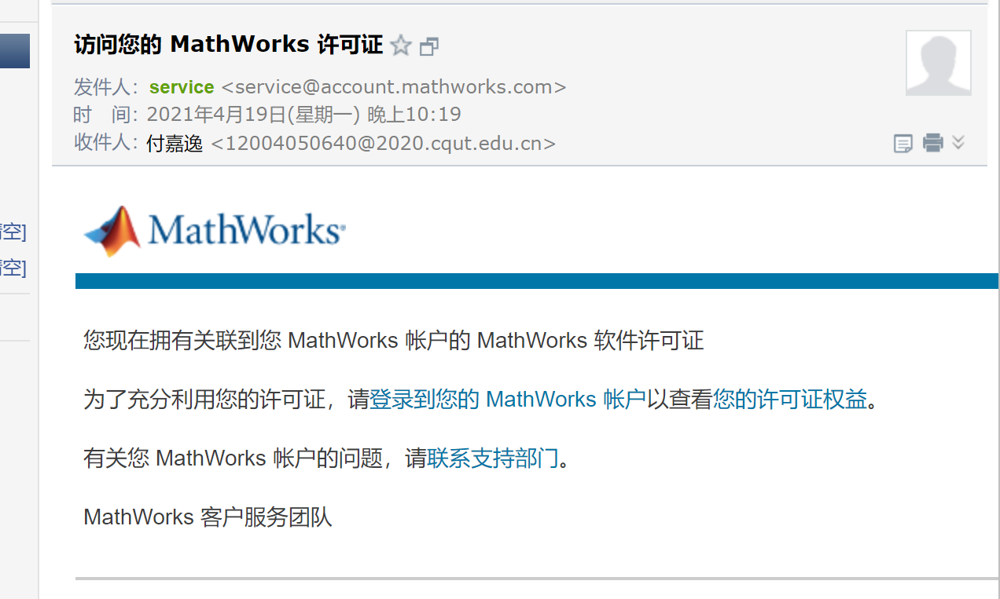 访问您的 MathWorks 许可证
发件人：service <service@account.mathworks.com>
时 间：2021年4月19日(星期一) 晚上10:19
收件人：付嘉逸 <12004050640@2020.cqut.edu.cn>
空]
空]
MathWorks®
您现在拥有关联到您 MathWorks 帐户的 MathWorks 软件许可证
为了充分利用您的许可证，请登录到您的 MathWorks 帐户以查看您的许可证权益。
有关您 MathWorks 帐户的问题，请联系支持部门。
MathWorks 客户服务团队